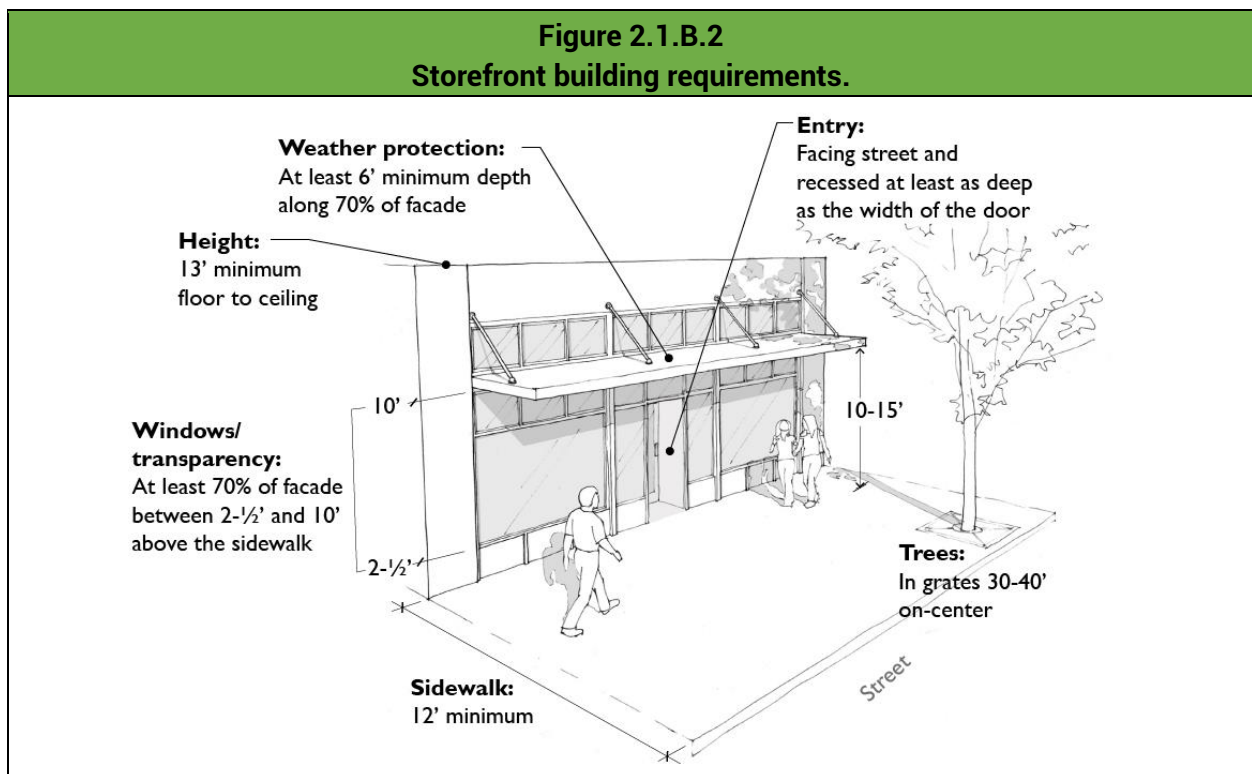 Figure 2.1.B.2
Storefront building requirements.
Weather protection:
At least 6’ minimum depth
along 70% of facade
Entry:
Facing street and
recessed at least as deep
as the width of the door
Height:
13’ minimum
floor to ceiling
10’
10-15’
Windows/
transparency:
At least 70% of facade
between 2-½’ and 10’
above the sidewalk
2-½’
Trees:
In grates 30-40’
on-center
Sidewalk:
12’ minimum
Street